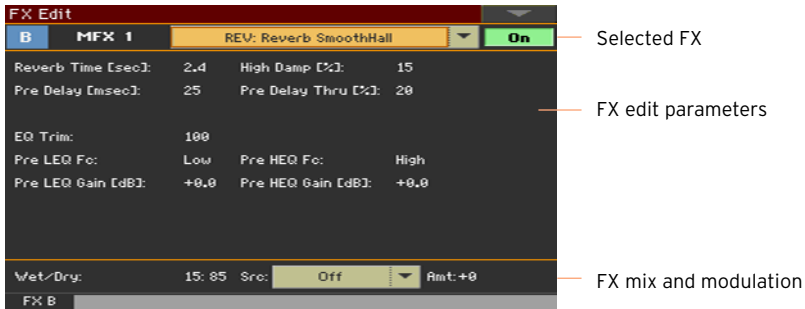 FX Edit
B MFX 1 REV: Reverb SmoothHall On
Selected FX
Reverb Time [sec]: 2.4 High Damp [%]: 15
Pre Delay [msec]: 25 Pre Delay Thru [%]: 20
FX edit parameters
EQ Trim: 100
Pre LEQ Fc: Low Pre HEQ Fc: High
Pre LEQ Gain [dB]: +0.0 Pre HEQ Gain [dB]: +0.0
Wet/Dry: 15: 85 Src: Off Amt:+0
FX mix and modulation
FX B